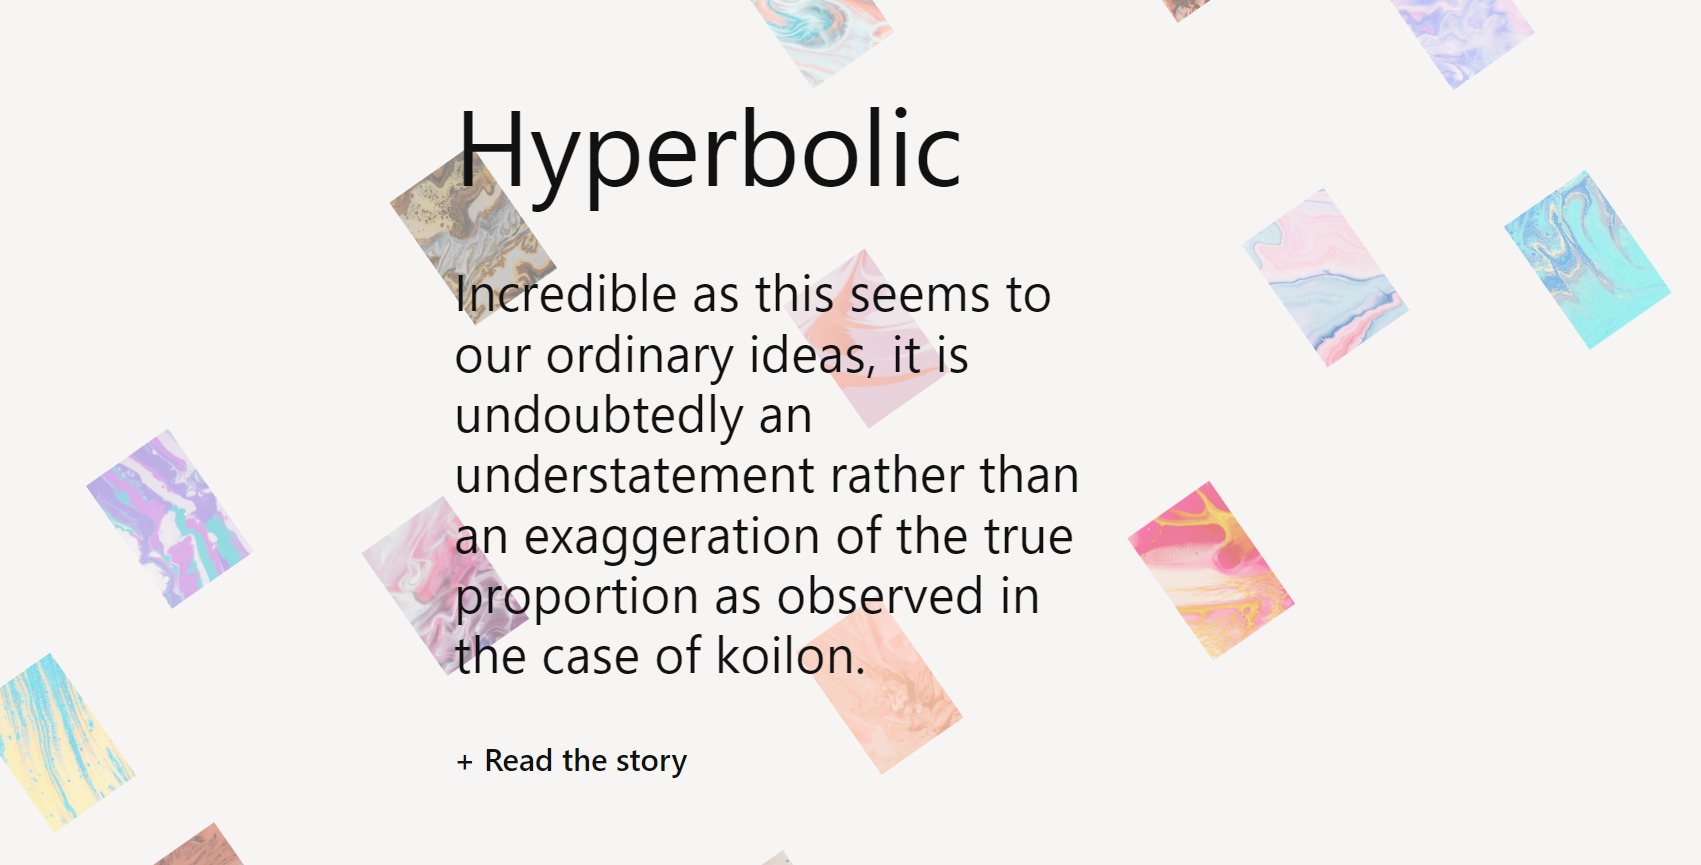 Hyperbolic
Incredible as this seems to
our ordinary ideas, it is
undoubtedly an
understatement rather than
an exaggeration of the true
proportion as observed in
the case of koilon.
+ Read the story